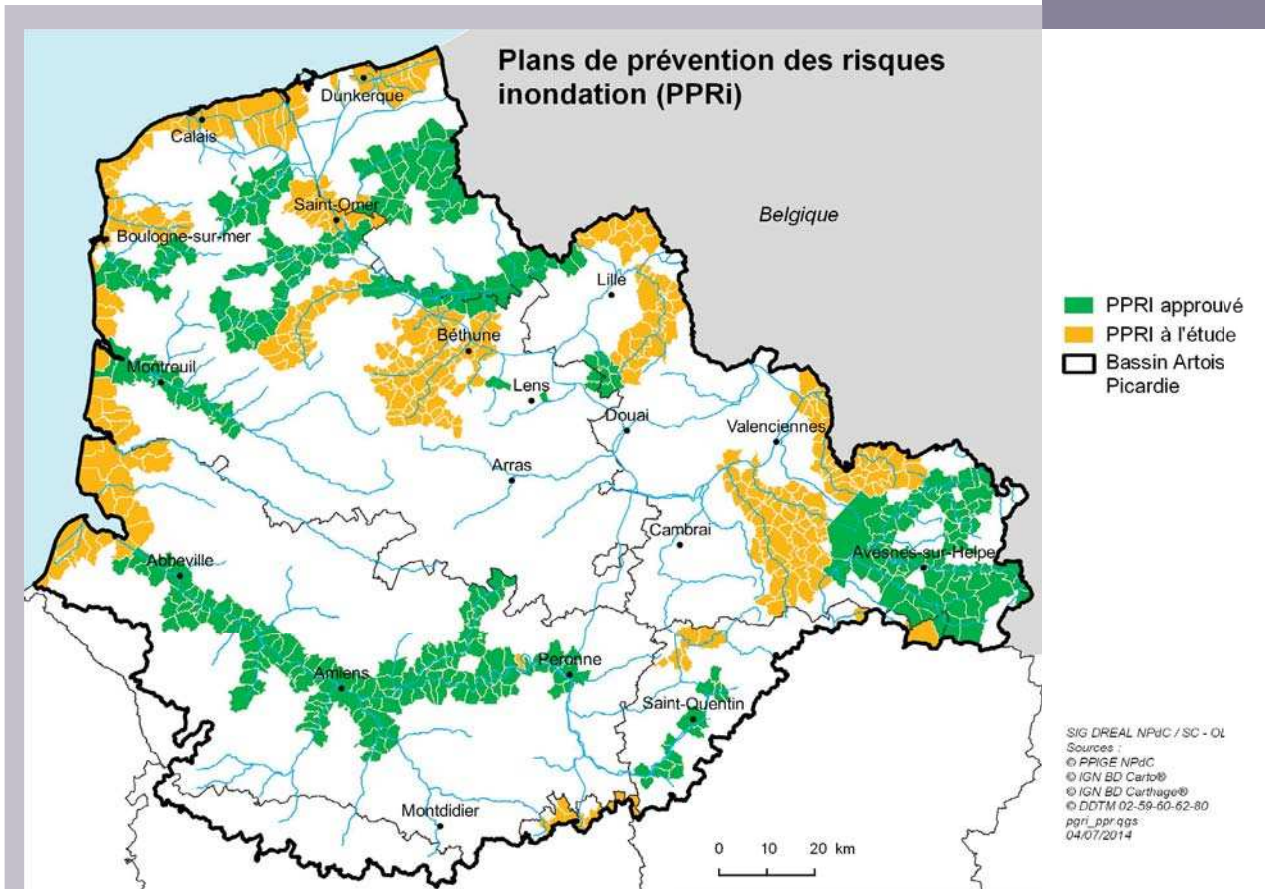 Plans de prévention des risques
inondation (PPRi)
Dunkerque
Calais
Saint-Omer
Belgique
Boulogne-sur-mer
Lille
Béthune
Montreuil
Lens
Douai
Valenciennes
Arras
Cambrai
Avesnes-sur-Helpe
Abbeville
Amiens
Peronne
Saint-Quentin
Montdidier
0 10 20 km
PPRI approuvé
PPRI à l'étude
Bassin Artois
Picardie
SIG DREAL NPdC / SC - OL
Sources :
© PPIGE NPdC
© IGN BD Carto®
© IGN BD Carthage®
© DDTM 02-59-60-62-80
pgri_ppr.qgs
04/07/2014